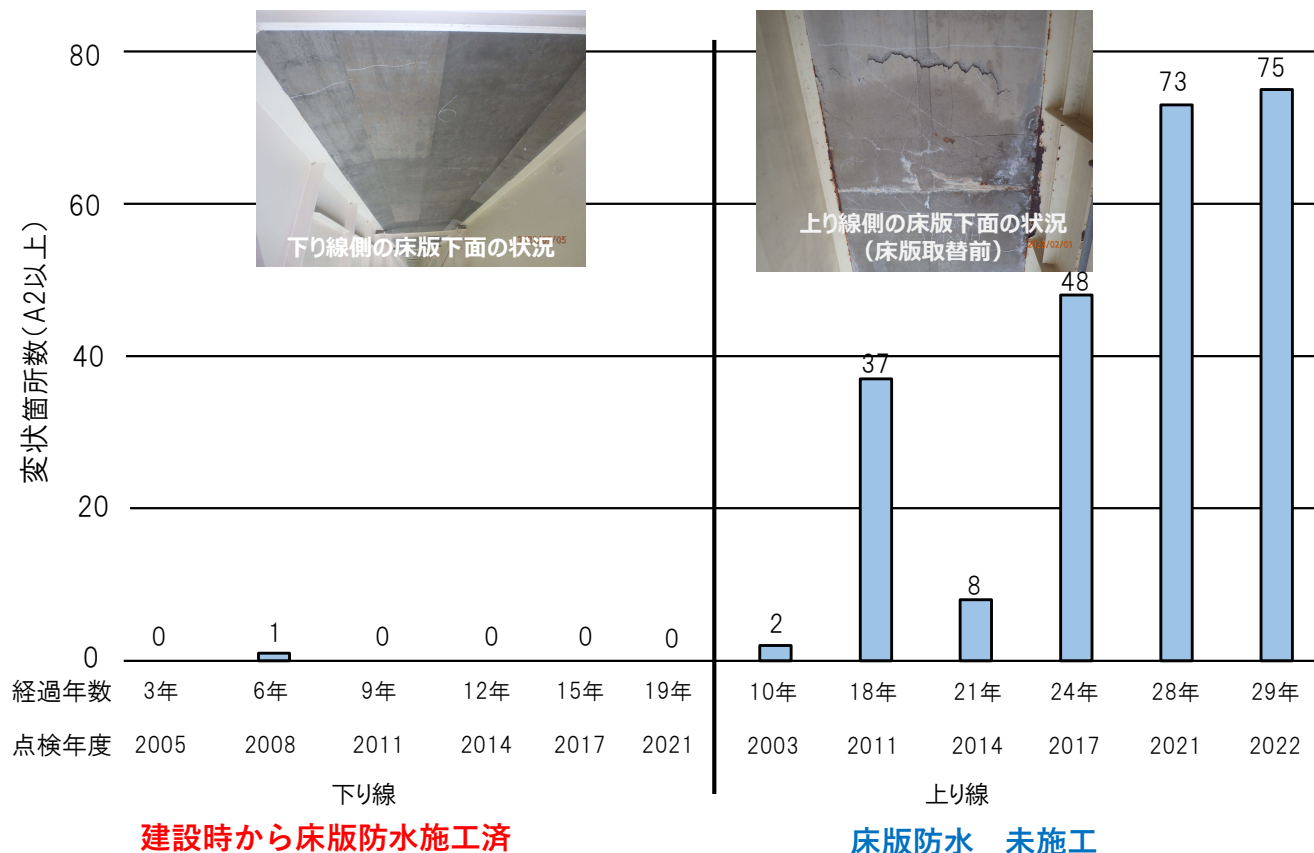 変状箇所数(A2以上)
80
60
40
20
0
下り線側の床版下面の状況
上り線側の床版下面の状況
(床版取替前)
0
1
0
0
0
0
2
37
8
48
73
75
経過年数 3年 6年 9年 12年 15年 19年 10年 18年 21年 24年 28年 29年
点検年度 2005 2008 2011 2014 2017 2021 2003 2011 2014 2017 2021 2022
下り線 上り線
建設時から床版防水施工済 床版防水 未施工